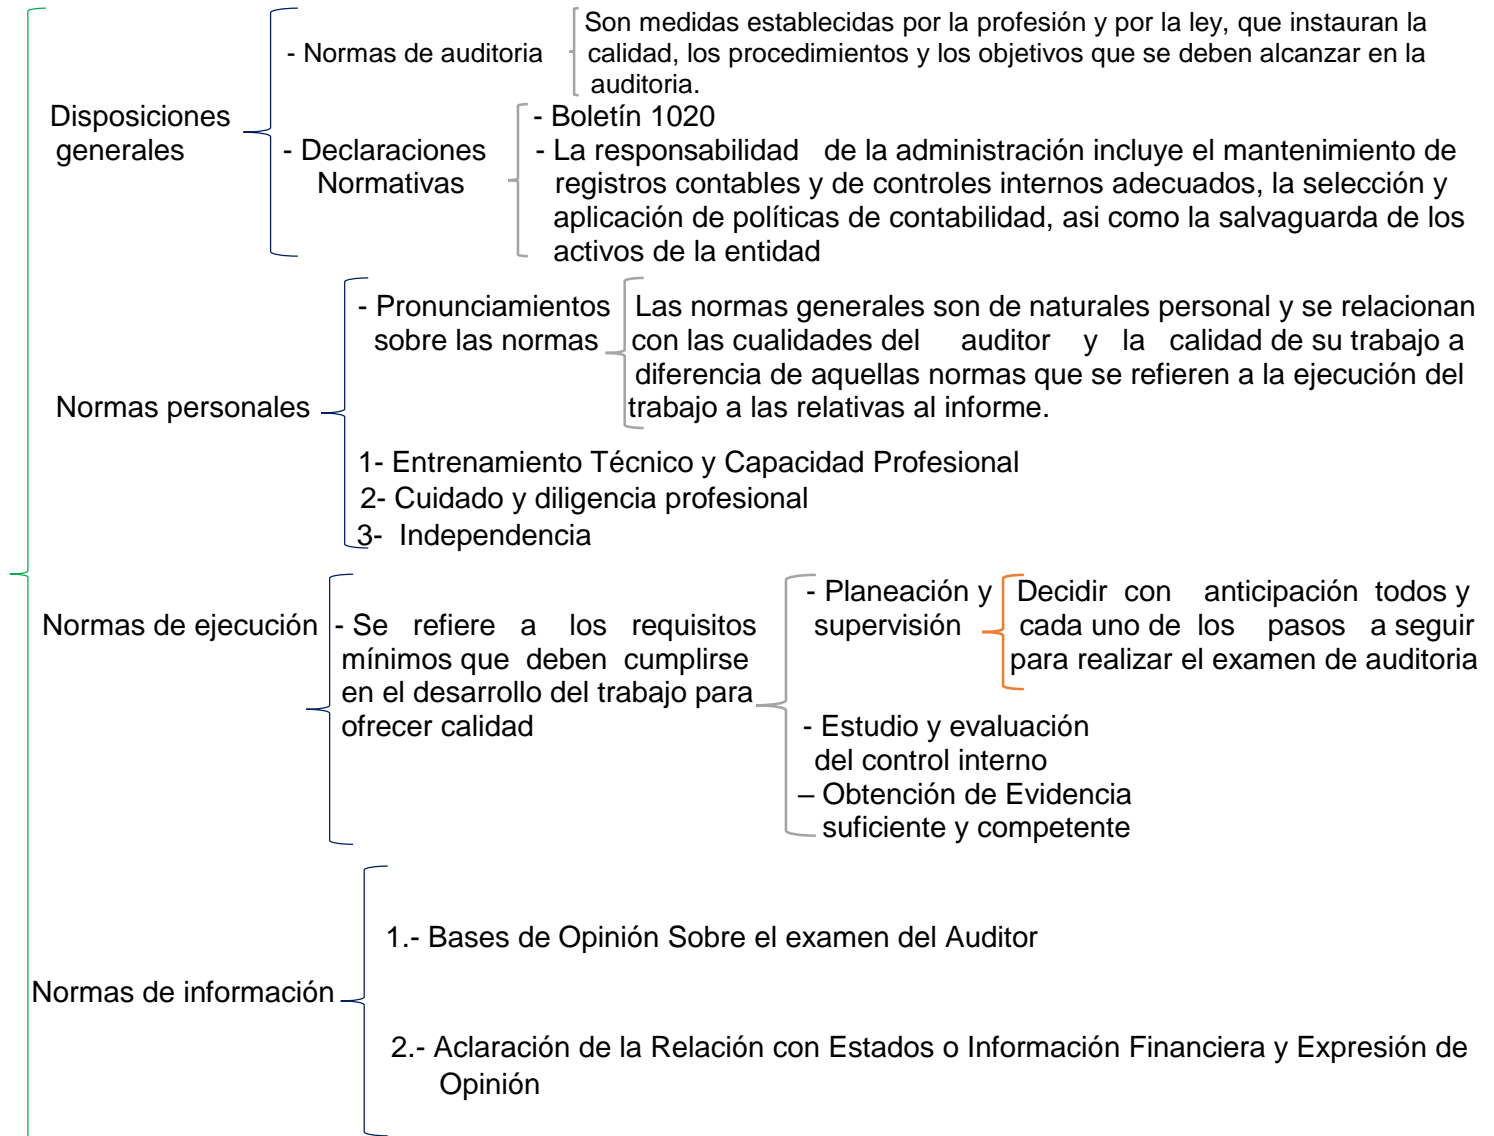 Disposiciones
generales
- Normas de auditoria
Son medidas establecidas por la profesión y por la ley, que instauran la
calidad, los procedimientos y los objetivos que se deben alcanzar en la
auditoria.
- Declaraciones
Normativas
- Boletín 1020
- La responsabilidad de la administración incluye el mantenimiento de
registros contables y de controles internos adecuados, la selección y
aplicación de políticas de contabilidad, asi como la salvaguarda de los
activos de la entidad
Normas personales
- Pronunciamientos
sobre las normas
Las normas generales son de naturales personal y se relacionan
con las cualidades del auditor y la calidad de su trabajo a
diferencia de aquellas normas que se refieren a la ejecución del
trabajo a las relativas al informe.
1- Entrenamiento Técnico y Capacidad Profesional
2- Cuidado y diligencia profesional
3- Independencia
Normas de ejecución
- Se refiere a los requisitos
mínimos que deben cumplirse
en el desarrollo del trabajo para
ofrecer calidad
- Planeación y
supervisión
Decidir con anticipación todos y
cada uno de los pasos a seguir
para realizar el examen de auditoria
- Estudio y evaluación
del control interno
– Obtención de Evidencia
suficiente y competente
Normas de información
1.- Bases de Opinión Sobre el examen del Auditor
2.- Aclaración de la Relación con Estados o Información Financiera y Expresión de
Opinión